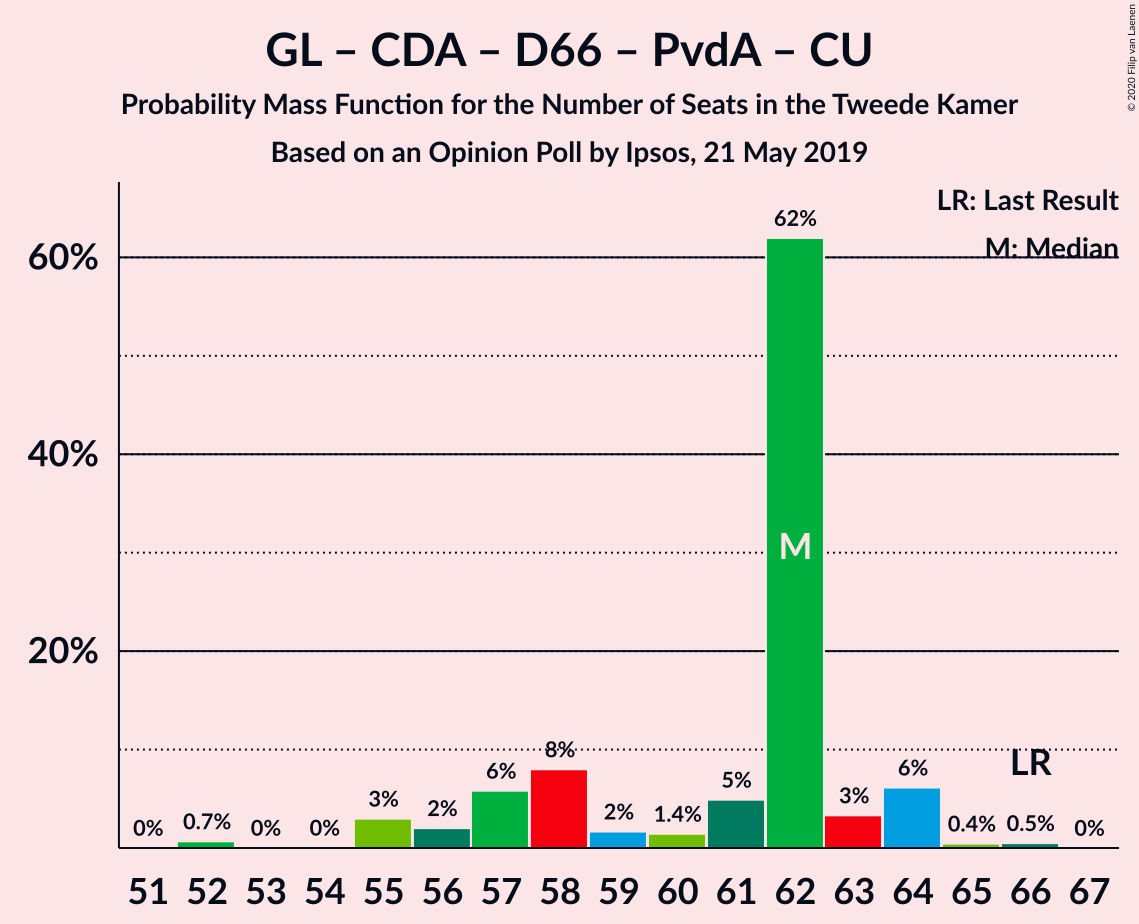 GL – CDA – D66 – PvdA – CU
Probability Mass Function for the Number of Seats in the Tweede Kamer
Based on an Opinion Poll by Ipsos, 21 May 2019
© 2020 Filip van Laenen
LR: Last Result
M: Median
60%
40%
20%
0% 0.7% 0% 0% 3% 2% 6% 8% 2% 1.4% 5% 62% 3% 6% 0.4% 0.5% 0%
M
LR
51 52 53 54 55 56 57 58 59 60 61 62 63 64 65 66 67